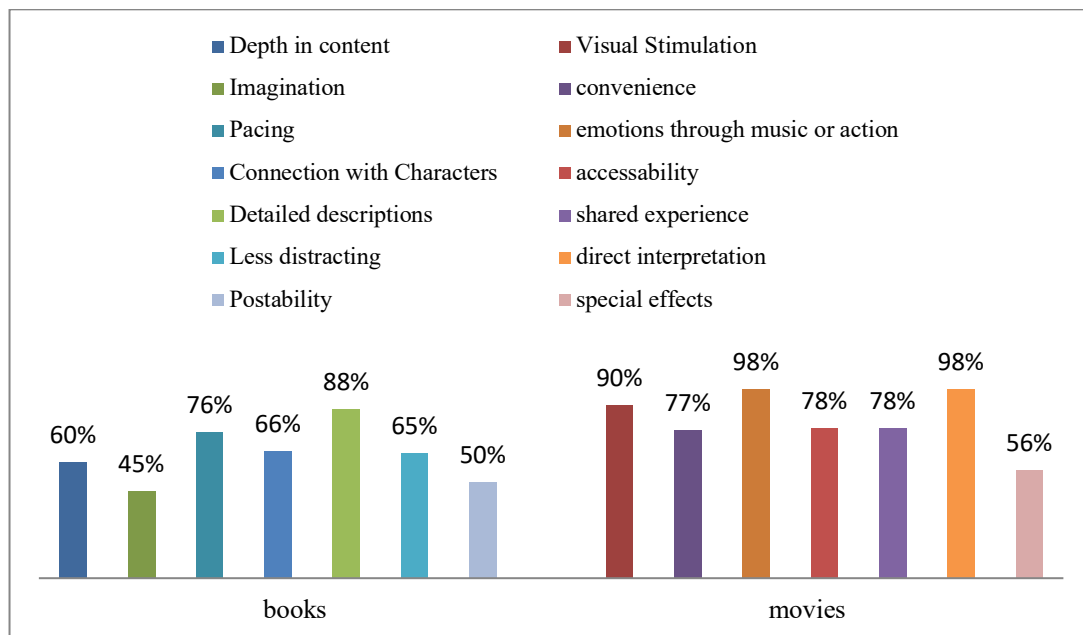 Depth in content Visual Stimulation
Imagination convenience
Pacing emotions through music or action
Connection with Characters accessability
Detailed descriptions shared experience
Less distracting direct interpretation
Postability special effects
60% 45% 76% 66% 88% 65% 50% 90% 77% 98% 78% 78% 98% 56%
books movies